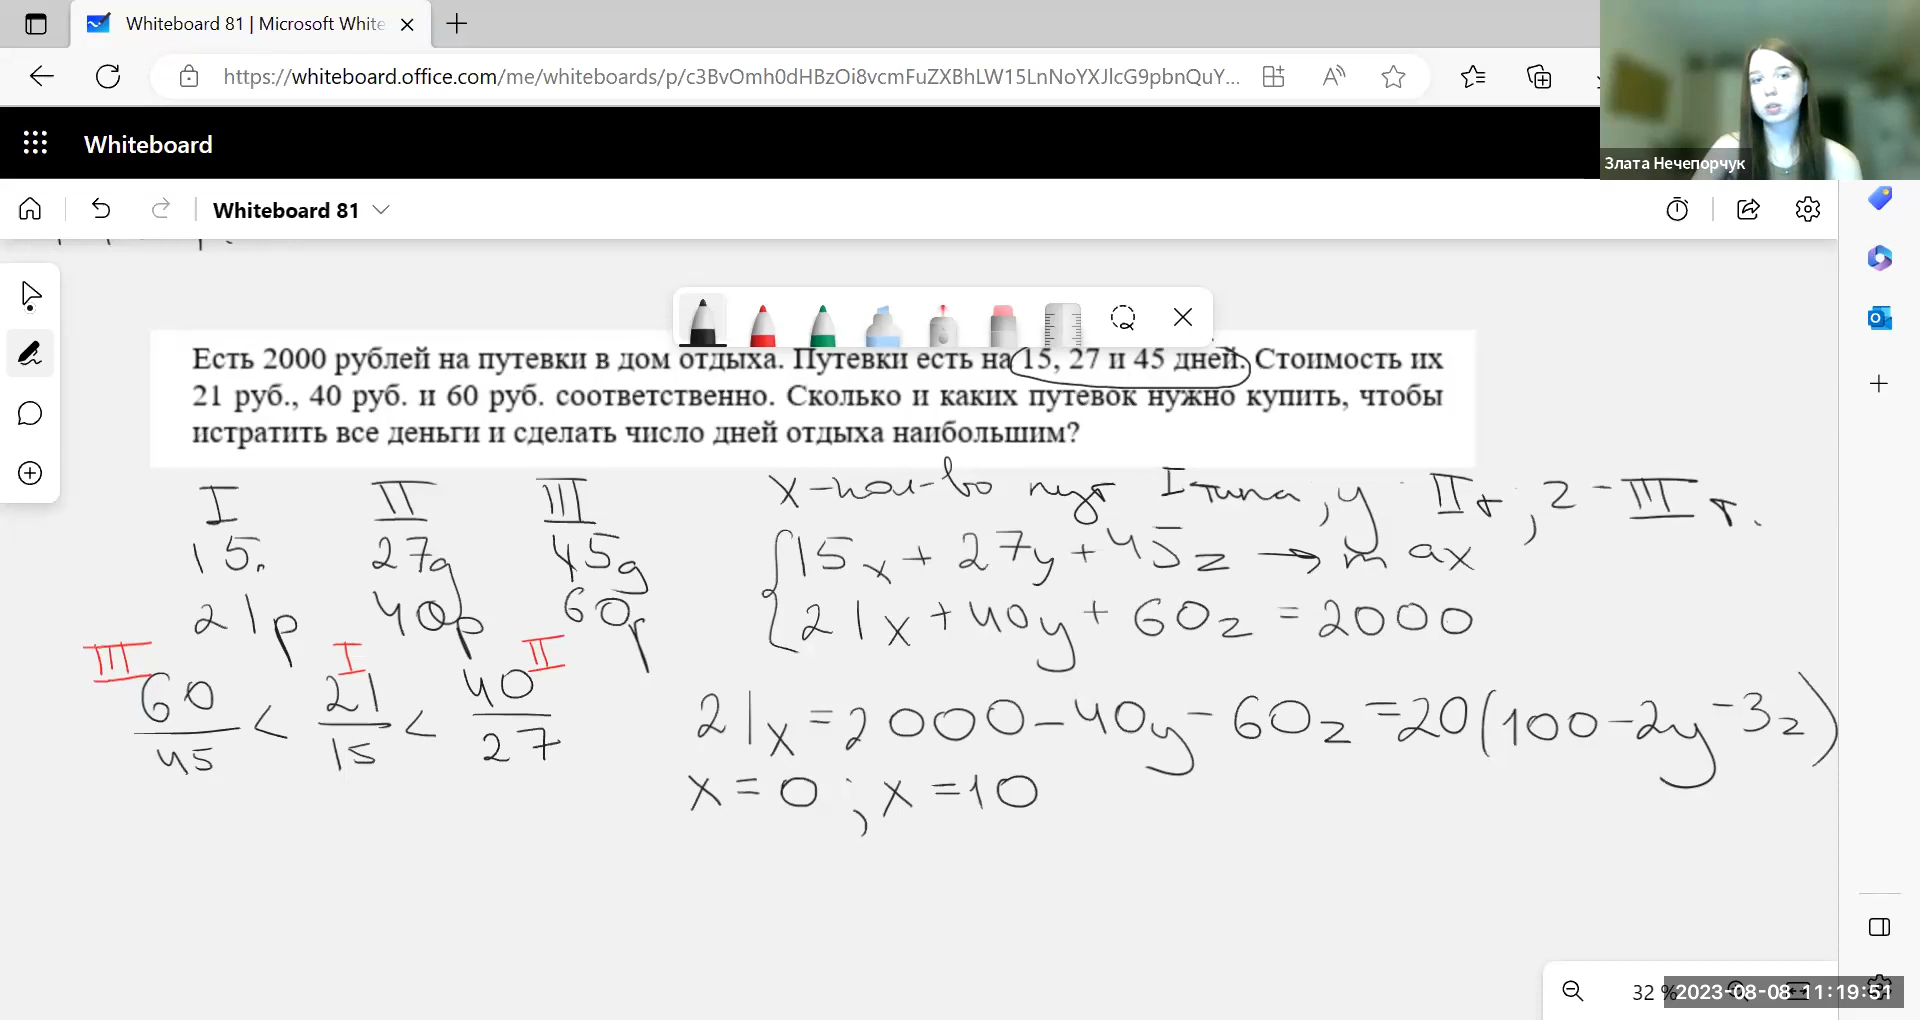 Whiteboard 81 | Microsoft White
https://whiteboard.office.com/me/whiteboards/p/c3BvOmh0dHBzOi8vcmFuZXBhLW15LnNoYXJlcG9pbnQuY...
Whiteboard
Злата Нечепорчук
Whiteboard 81
Есть 2000 рублей на путевки в дом отдыха. Путевки есть на 15, 27 и 45 дней. Стоимость их
21 руб., 40 руб. и 60 руб. соответственно. Сколько и каких путевок нужно купить, чтобы
истратить все деньги и сделать число дней отдыха наибольшим?
I II III
15 27д 45д
21р 40р 60р
x - кол-во пут I типа, y II т, z - III т.
15x + 27y + 45z → max
21x + 40y + 60z = 2000
III I II
60/45 < 21/15 < 40/27
21x = 2000 - 40y - 60z = 20(100 - 2y - 3z)
x = 0 ; x = 10
32 %
2023-08-08 11:19:51